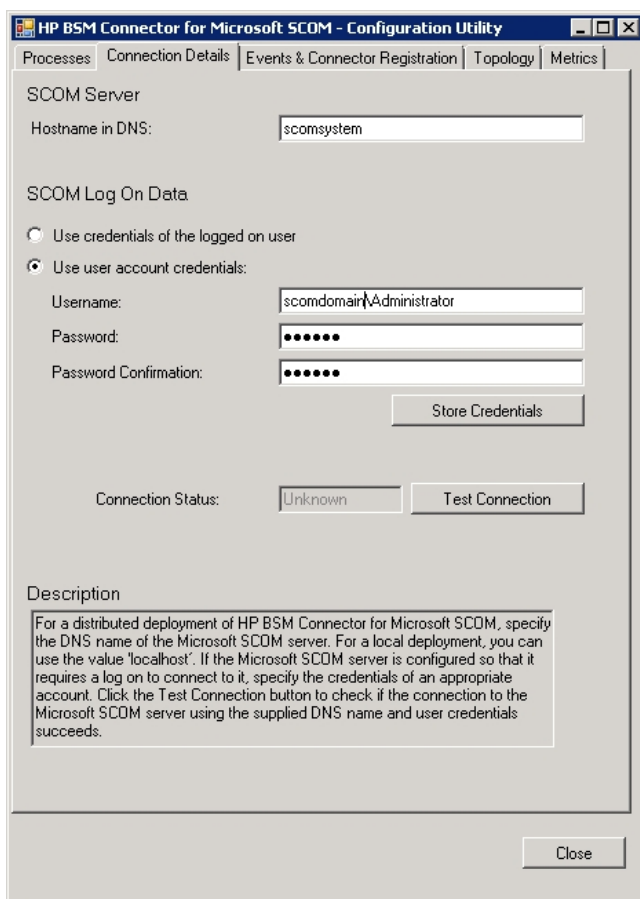 HP BSM Connector for Microsoft SCOM - Configuration Utility
Processes Connection Details Events & Connector Registration Topology Metrics
SCOM Server
Hostname in DNS: scomsystem
SCOM Log On Data
Use credentials of the logged on user
Use user account credentials:
Username: scomdomain\Administrator
Password: ●●●●●●
Password Confirmation: ●●●●●●
Store Credentials
Connection Status: Unknown Test Connection
Description
For a distributed deployment of HP BSM Connector for Microsoft SCOM, specify
the DNS name of the Microsoft SCOM server. For a local deployment, you can
use the value 'localhost´. If the Microsoft SCOM server is configured so that it
requires a log on to connect to it, specify the credentials of an appropriate
account. Click the Test Connection button to check if the connection to the
Microsoft SCOM server using the supplied DNS name and user credentials
succeeds.
Close